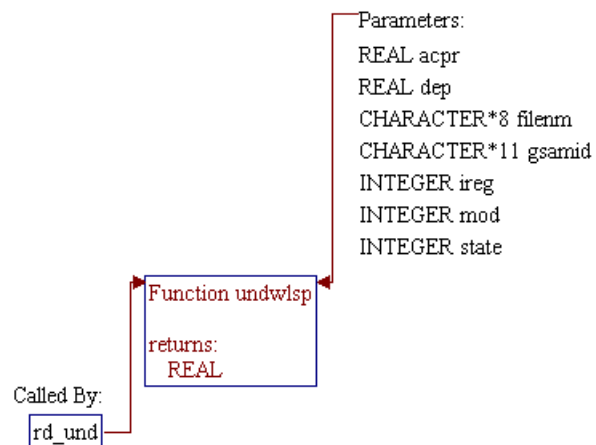 Parameters:
REAL acpr
REAL dep
CHARACTER*8 filenm
CHARACTER*11 gsamid
INTEGER ireg
INTEGER mod
INTEGER state
Function undwlsp
returns:
REAL
Called By:
rd_und